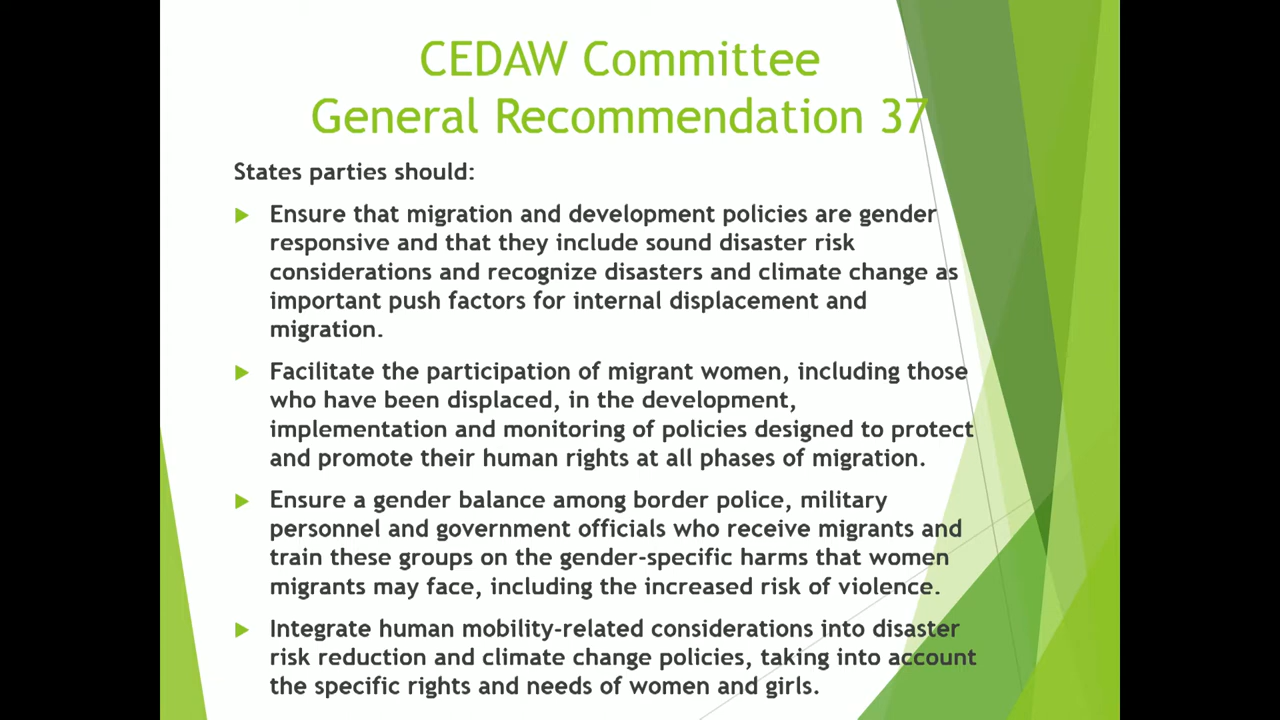 CEDAW Committee
General Recommendation 37
States parties should:
Ensure that migration and development policies are gender
responsive and that they include sound disaster risk
considerations and recognize disasters and climate change as
important push factors for internal displacement and
migration.
Facilitate the participation of migrant women, including those
who have been displaced, in the development,
implementation and monitoring of policies designed to protect
and promote their human rights at all phases of migration.
Ensure a gender balance among border police, military
personnel and government officials who receive migrants and
train these groups on the gender-specific harms that women
migrants may face, including the increased risk of violence.
Integrate human mobility-related considerations into disaster
risk reduction and climate change policies, taking into account
the specific rights and needs of women and girls.